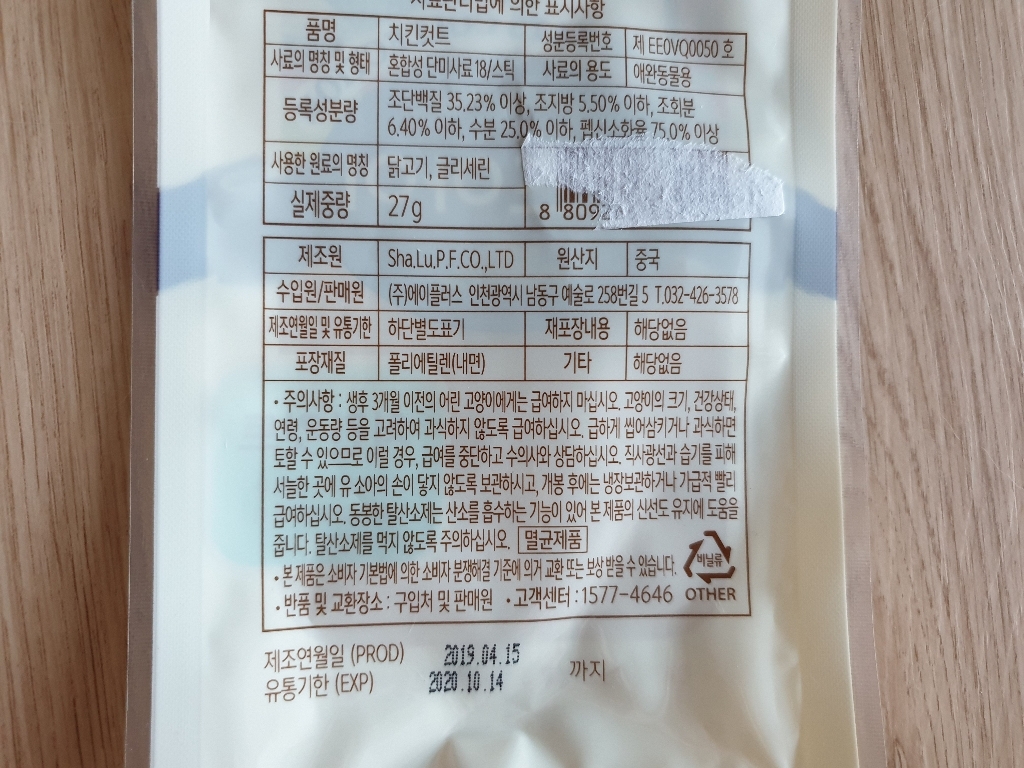 사료관리법에 의한 표시사항
품명 치킨컷트 성분등록번호 제 EE0VQ0050 호
사료의 명칭 및 형태 혼합성 단미사료 18/스틱 사료의 용도 애완동물용
등록성분량 조단백질 35.23% 이상, 조지방 5.50% 이하, 조회분
6.40% 이하, 수분 25.0% 이하, 펩신소화율 75.0% 이상
사용한 원료의 명칭 닭고기, 글리세린
실제중량 27g
8 8092
제조원 Sha.Lu.P.F.CO.,LTD 원산지 중국
수입원/판매원 (주)에이플러스 인천광역시 남동구 예술로 258번길 5 T.032-426-3578
제조연월일 및 유통기한 하단별도표기 재포장내용 해당없음
포장재질 폴리에틸렌(내면) 기타 해당없음
• 주의사항 : 생후 3개월 이전의 어린 고양이에게는 급여하지 마십시오. 고양이의 크기, 건강상태,
연령, 운동량 등을 고려하여 과식하지 않도록 급여하십시오. 급하게 씹어삼키거나 과식하면
토할 수 있으므로 이럴 경우, 급여를 중단하고 수의사와 상담하십시오. 직사광선과 습기를 피해
서늘한 곳에 유 소아의 손이 닿지 않도록 보관하시고, 개봉 후에는 냉장보관하거나 가급적 빨리
급여하십시오. 동봉한 탈산소제는 산소를 흡수하는 기능이 있어 본 제품의 신선도 유지에 도움을
줍니다. 탈산소제를 먹지 않도록 주의하십시오. 멸균제품
• 본 제품은 소비자 기본법에 의한 소비자 분쟁해결 기준에 의거 교환 또는 보상 받을 수 있습니다.
비닐류
• 반품 및 교환장소 : 구입처 및 판매원 • 고객센터 : 1577-4646 OTHER
제조연월일 (PROD) 2019.04.15
유통기한 (EXP) 2020.10.14 까지